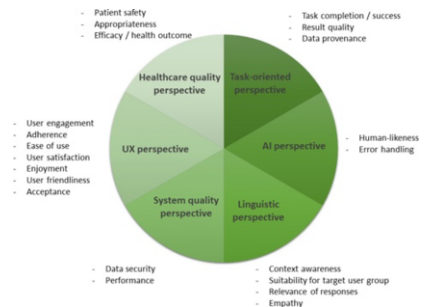 - Patient safety
- Appropriateness
- Efficacy / health outcome
- Task completion / success
- Result quality
- Data provenance
Healthcare quality
perspective
Task-oriented
perspective
- User engagement
- Adherence
- Ease of use
- User satisfaction
- Enjoyment
- User friendliness
- Acceptance
UX perspective
AI perspective
- Human-likeness
- Error handling
System quality
perspective
Linguistic
perspective
- Data security
- Performance
- Context awareness
- Suitability for target user group
- Relevance of responses
- Empathy